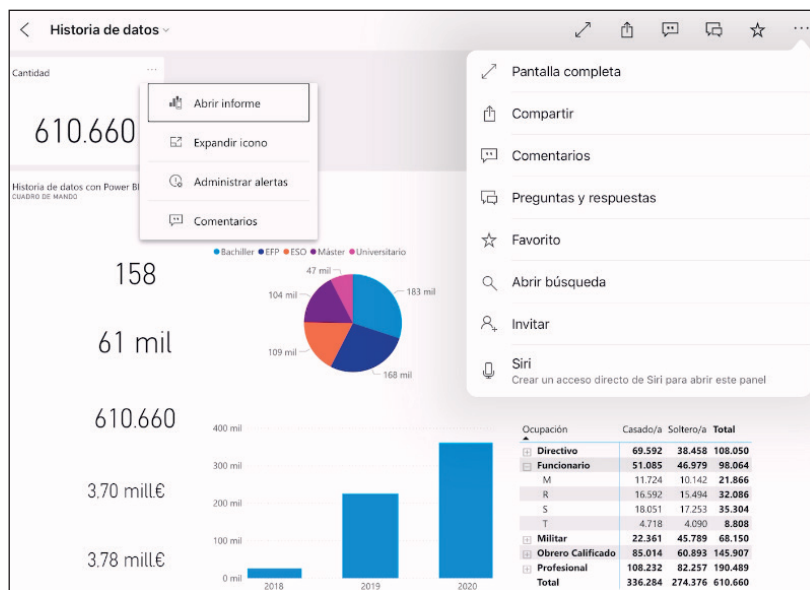 Historia de datos
Cantidad
...
610.660
Abrir informe
Expandir icono
Administrar alertas
Comentarios
Pantalla completa
Compartir
Comentarios
Preguntas y respuestas
Favorito
Abrir búsqueda
Invitar
Siri
Crear un acceso directo de Siri para abrir este panel
Historia de datos con Power
CUADRO DE MANDO
158
61 mil
610.660
3,70 mill.€
3,78 mill.€
Bachiller EFP ESO Máster Universitario
47 mil
104 mil
183 mil
109 mil
168 mil
400 mil
300 mil
200 mil
100 mil
0 mil
2018 2019 2020
Ocupación Casado/a Soltero/a Total
Directivo 69.592 38.458 108.050
Funcionario 51.085 46.979 98.064
M 11.724 10.142 21.866
R 16.592 15.494 32.086
S 18.051 17.253 35.304
T 4.718 4.090 8.808
Militar 22.361 45.789 68.150
Obrero Calificado 85.014 60.893 145.907
Profesional 108.232 82.257 190.489
Total 336.284 274.376 610.660